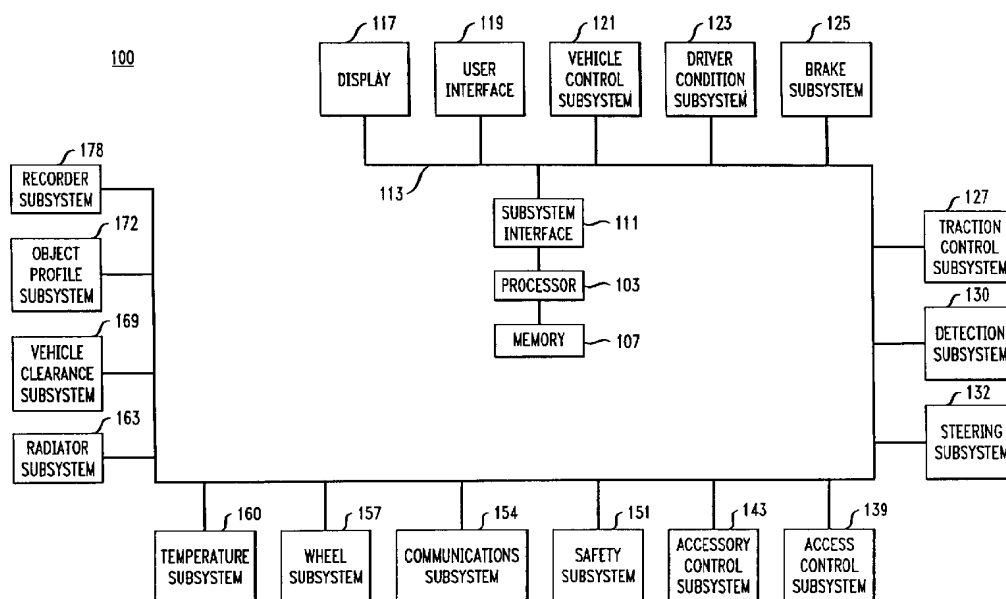 100
117
DISPLAY
119
USER
INTERFACE
121
VEHICLE
CONTROL
SUBSYSTEM
123
DRIVER
CONDITION
SUBSYSTEM
125
BRAKE
SUBSYSTEM
113
178
RECORDER
SUBSYSTEM
172
OBJECT
PROFILE
SUBSYSTEM
169
VEHICLE
CLEARANCE
SUBSYSTEM
163
RADIATOR
SUBSYSTEM
SUBSYSTEM
INTERFACE
111
PROCESSOR
103
MEMORY
107
127
TRACTION
CONTROL
SUBSYSTEM
130
DETECTION
SUBSYSTEM
132
STEERING
SUBSYSTEM
160
TEMPERATURE
SUBSYSTEM
157
WHEEL
SUBSYSTEM
154
COMMUNICATIONS
SUBSYSTEM
151
SAFETY
SUBSYSTEM
143
ACCESSORY
CONTROL
SUBSYSTEM
139
ACCESS
CONTROL
SUBSYSTEM